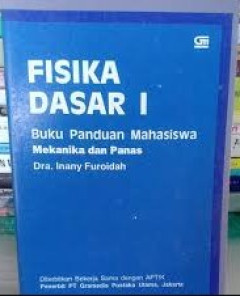 GM
FISIKA
DASAR I
Buku Panduan Mahasiswa
Mekanika dan Panas
Dra. Inany Furoidah
Diterbitkan Bekerja Sama dengan APTIK
Penerbit PT Gramedia Pustaka Utama, Jakarta